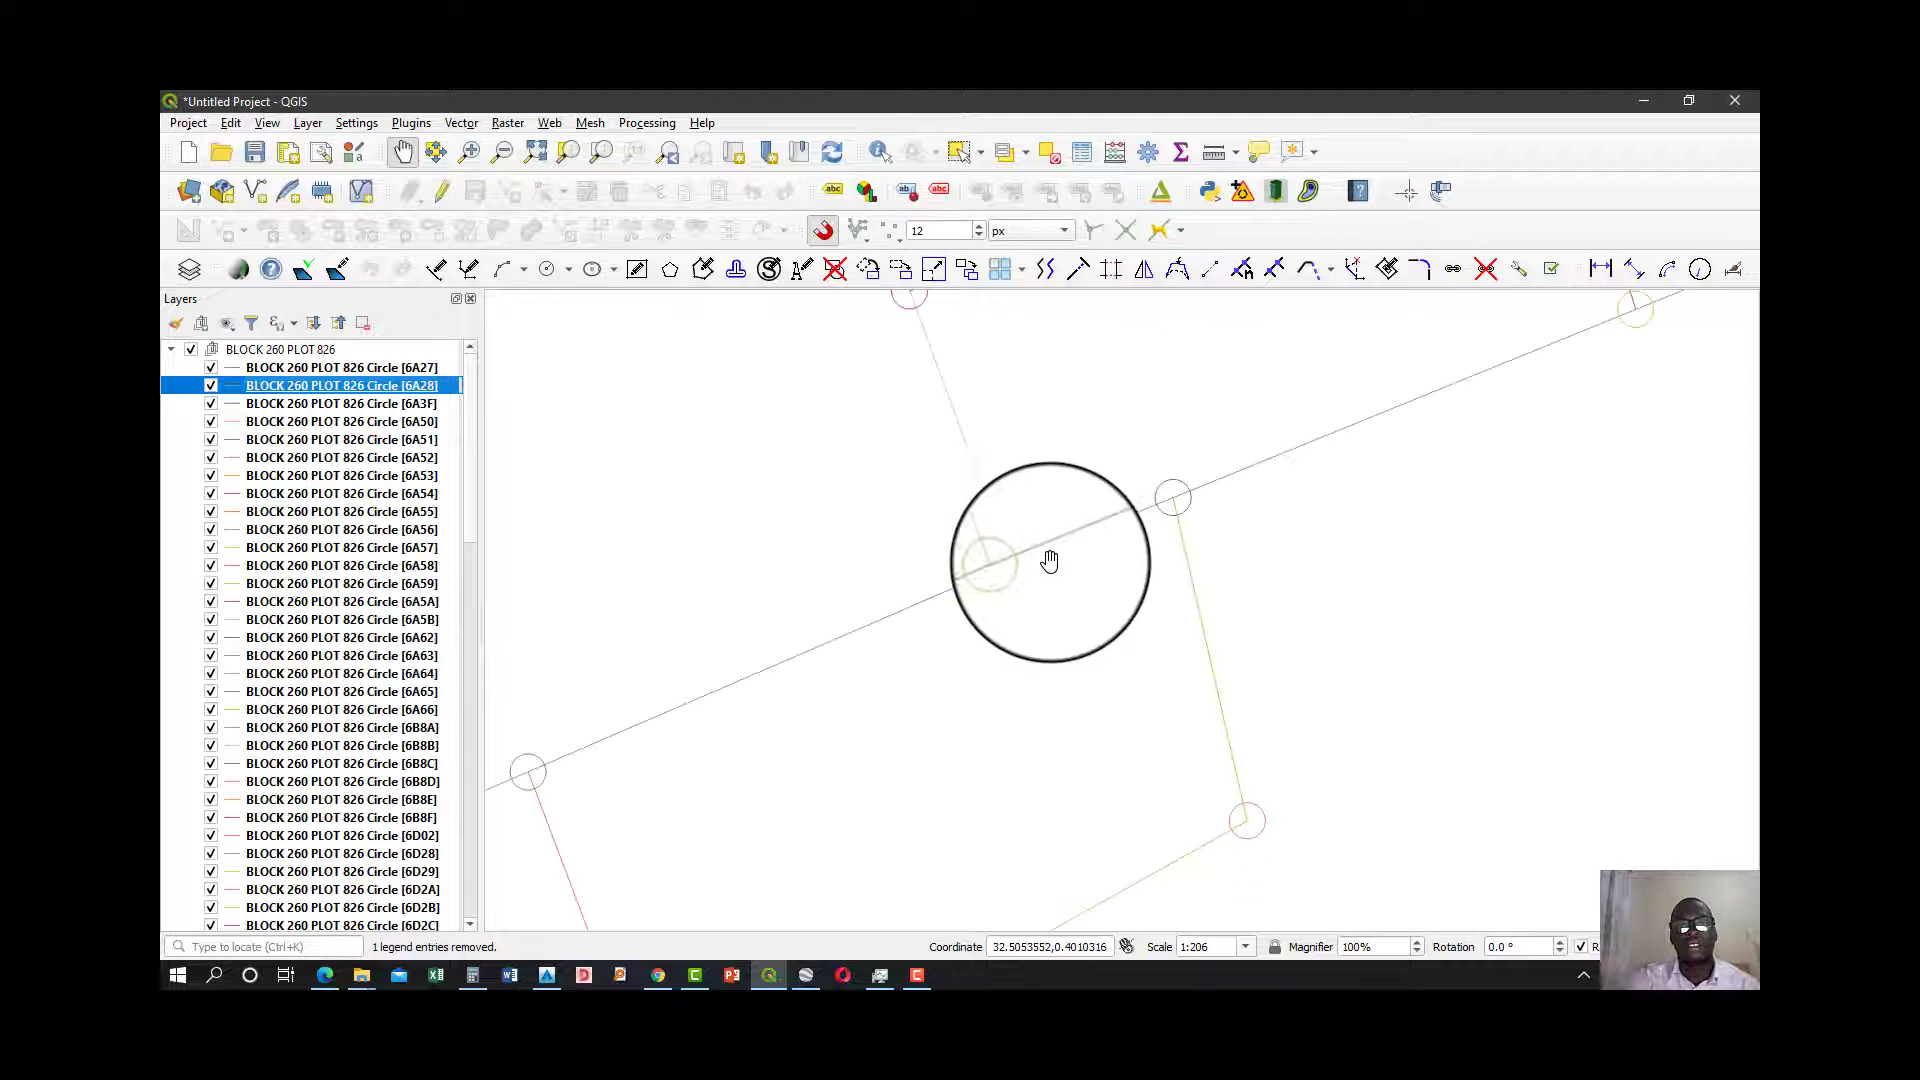 *Untitled Project - QGIS
Project Edit View Layer Settings Plugins Vector Raster Web Mesh Processing Help
abc abc abc
12 px
Layers
BLOCK 260 PLOT 826
BLOCK 260 PLOT 826 Circle [6A27]
BLOCK 260 PLOT 826 Circle [6A28]
BLOCK 260 PLOT 826 Circle [6A3F]
BLOCK 260 PLOT 826 Circle [6A50]
BLOCK 260 PLOT 826 Circle [6A51]
BLOCK 260 PLOT 826 Circle [6A52]
BLOCK 260 PLOT 826 Circle [6A53]
BLOCK 260 PLOT 826 Circle [6A54]
BLOCK 260 PLOT 826 Circle [6A55]
BLOCK 260 PLOT 826 Circle [6A56]
BLOCK 260 PLOT 826 Circle [6A57]
BLOCK 260 PLOT 826 Circle [6A58]
BLOCK 260 PLOT 826 Circle [6A59]
BLOCK 260 PLOT 826 Circle [6A5A]
BLOCK 260 PLOT 826 Circle [6A5B]
BLOCK 260 PLOT 826 Circle [6A62]
BLOCK 260 PLOT 826 Circle [6A63]
BLOCK 260 PLOT 826 Circle [6A64]
BLOCK 260 PLOT 826 Circle [6A65]
BLOCK 260 PLOT 826 Circle [6A66]
BLOCK 260 PLOT 826 Circle [6B8A]
BLOCK 260 PLOT 826 Circle [6B8B]
BLOCK 260 PLOT 826 Circle [6B8C]
BLOCK 260 PLOT 826 Circle [6B8D]
BLOCK 260 PLOT 826 Circle [6B8E]
BLOCK 260 PLOT 826 Circle [6B8F]
BLOCK 260 PLOT 826 Circle [6D02]
BLOCK 260 PLOT 826 Circle [6D28]
BLOCK 260 PLOT 826 Circle [6D29]
BLOCK 260 PLOT 826 Circle [6D2A]
BLOCK 260 PLOT 826 Circle [6D2B]
BLOCK 260 PLOT 826 Circle [6D2C]
Type to locate (Ctrl+K) 1 legend entries removed. Coordinate 32.5053552,0.4010316 Scale 1:206 Magnifier 100% Rotation 0.0 ° R